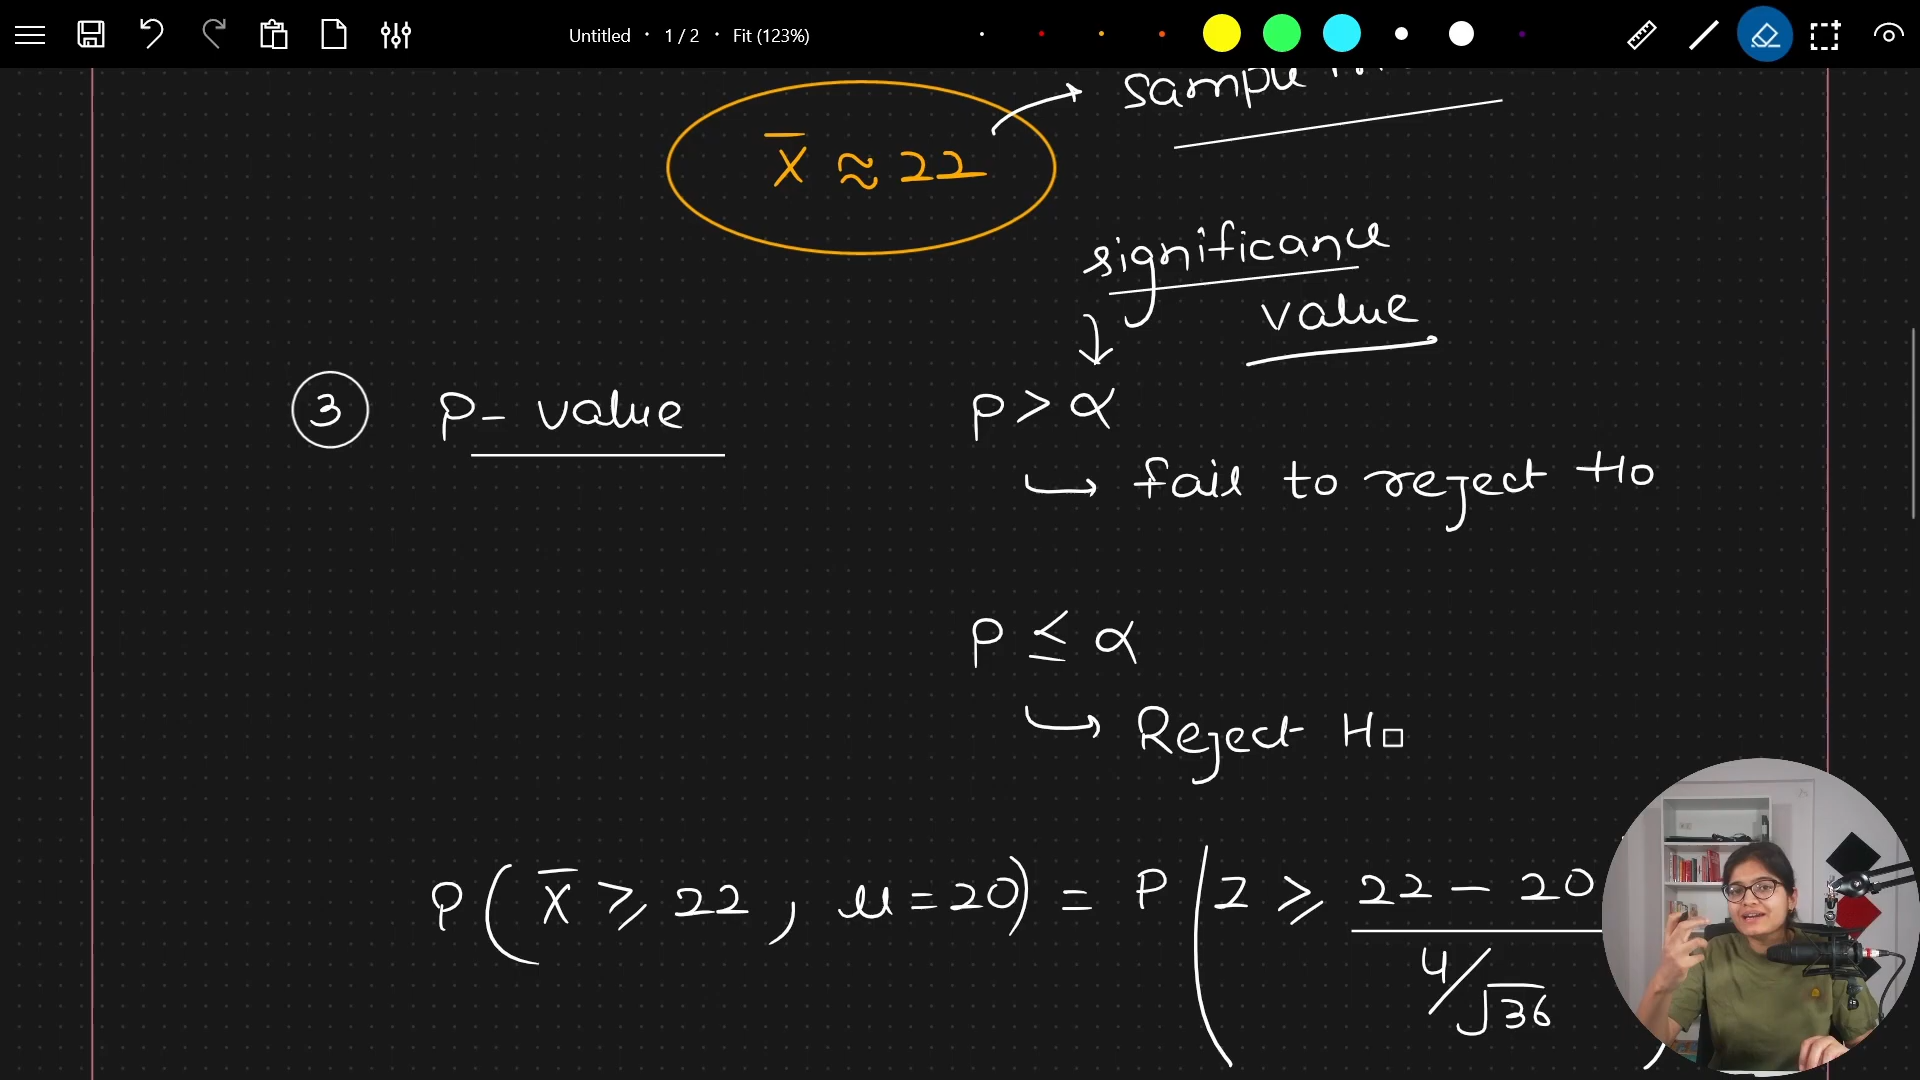 Untitled • 1 / 2 • Fit (123%)
sample
X̄ ≈ 22
significance
value
③ P- value
p > α
↳ fail to reject Ho
p ≤ α
↳ Reject H
P( x̄ ≥ 22 , μ = 20) = P( Z ≥ 22 - 20
4/√36